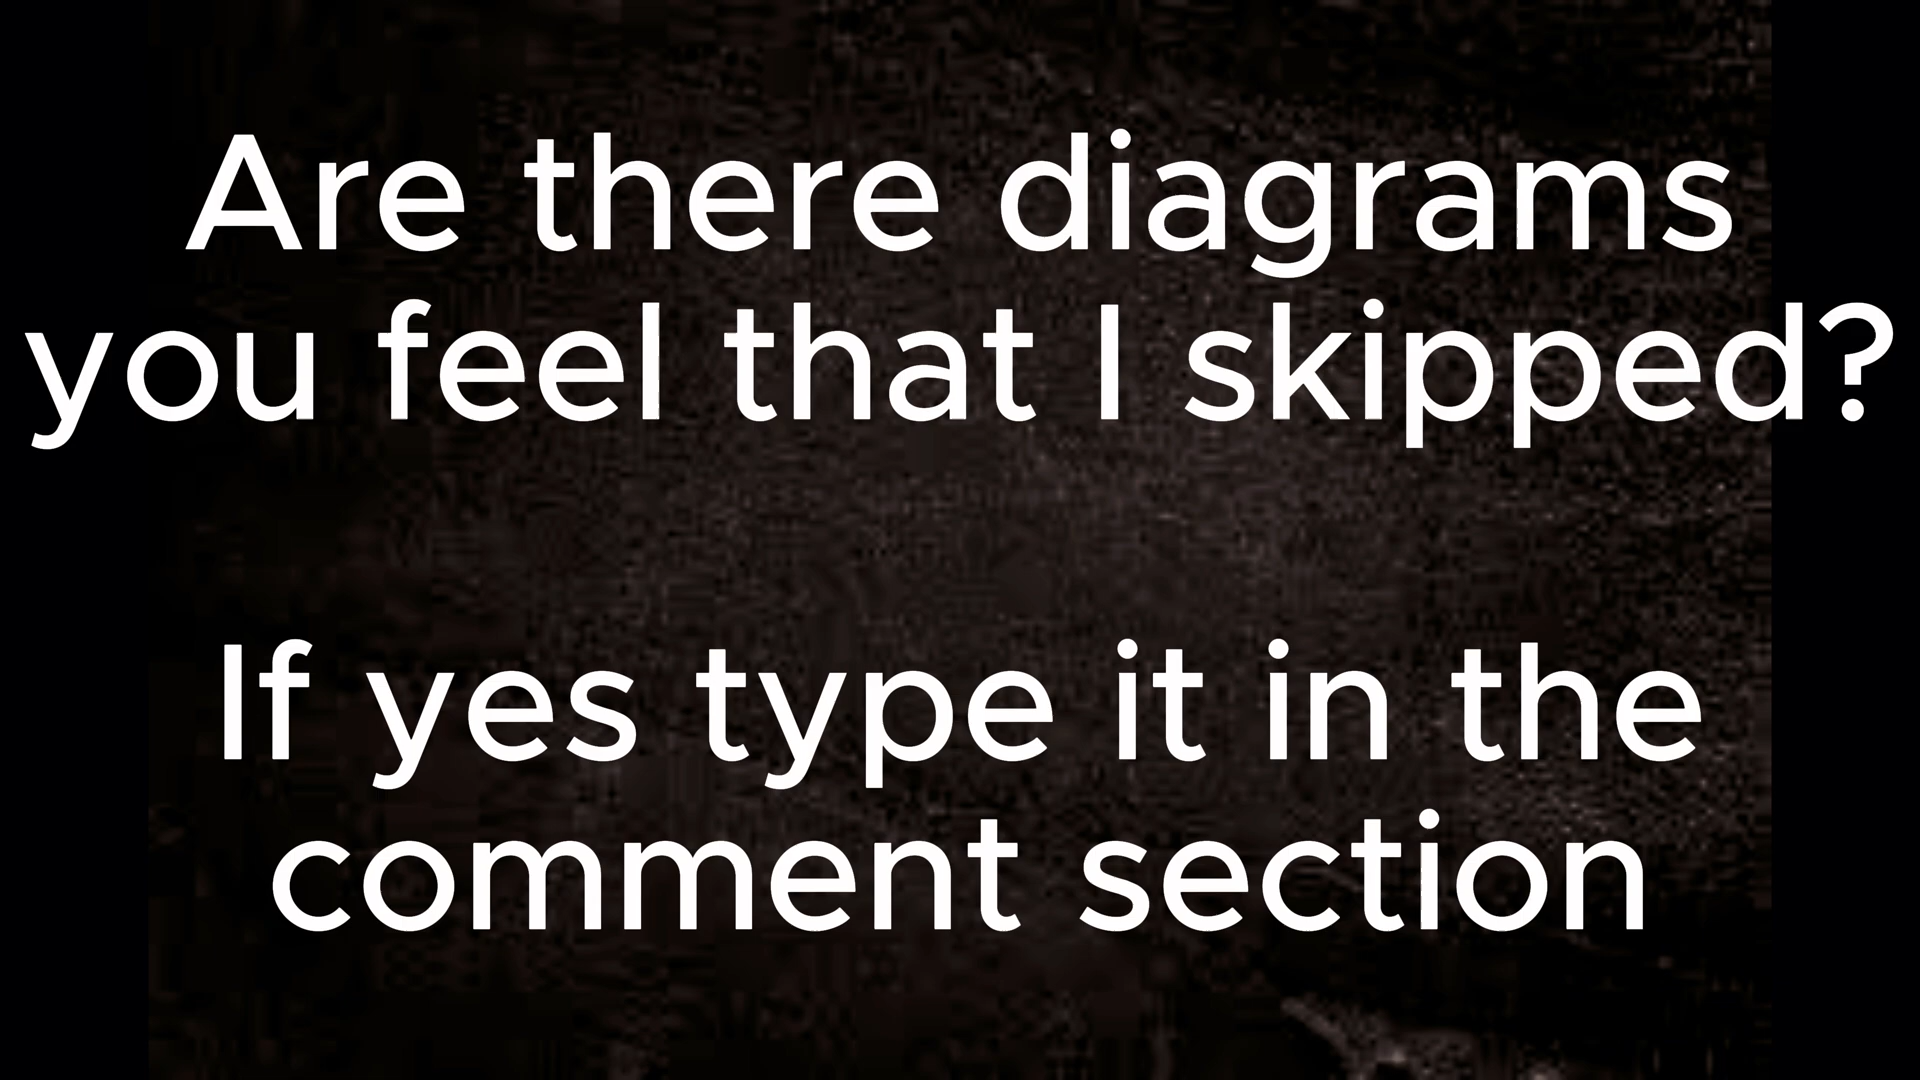 Are there diagrams
you feel that I skipped?
If yes type it in the
comment section